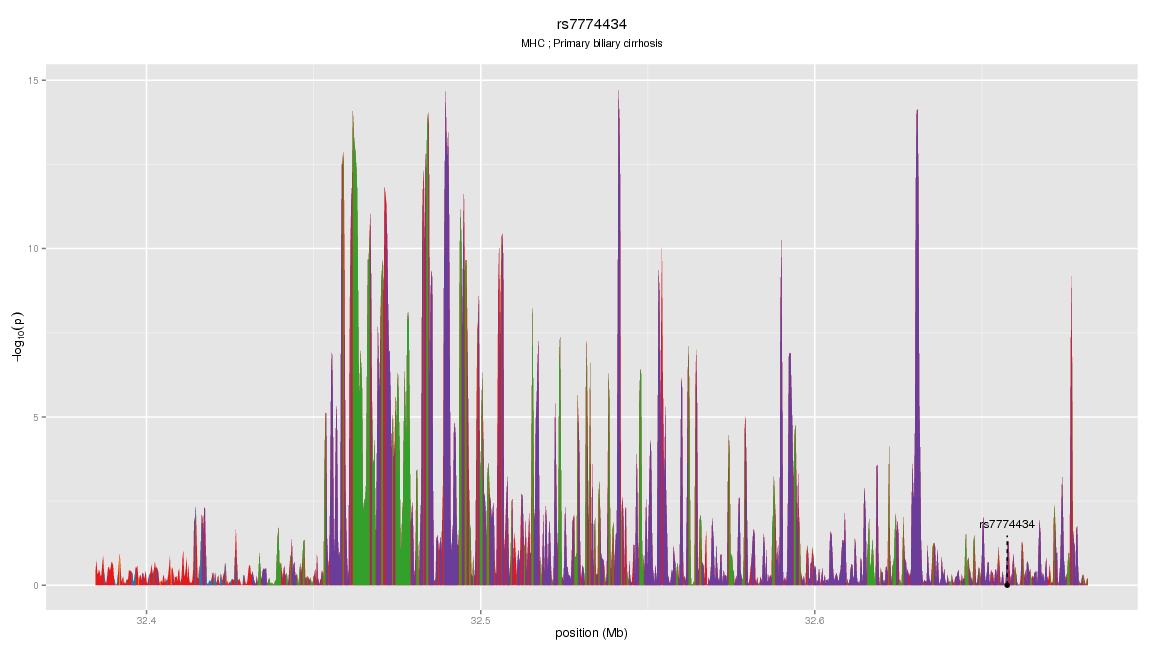 rs7774434
MHC ; Primary biliary cirrhosis
15
10
5
0
−log10(p)
rs7774434
32.4
32.5
32.6
position (Mb)